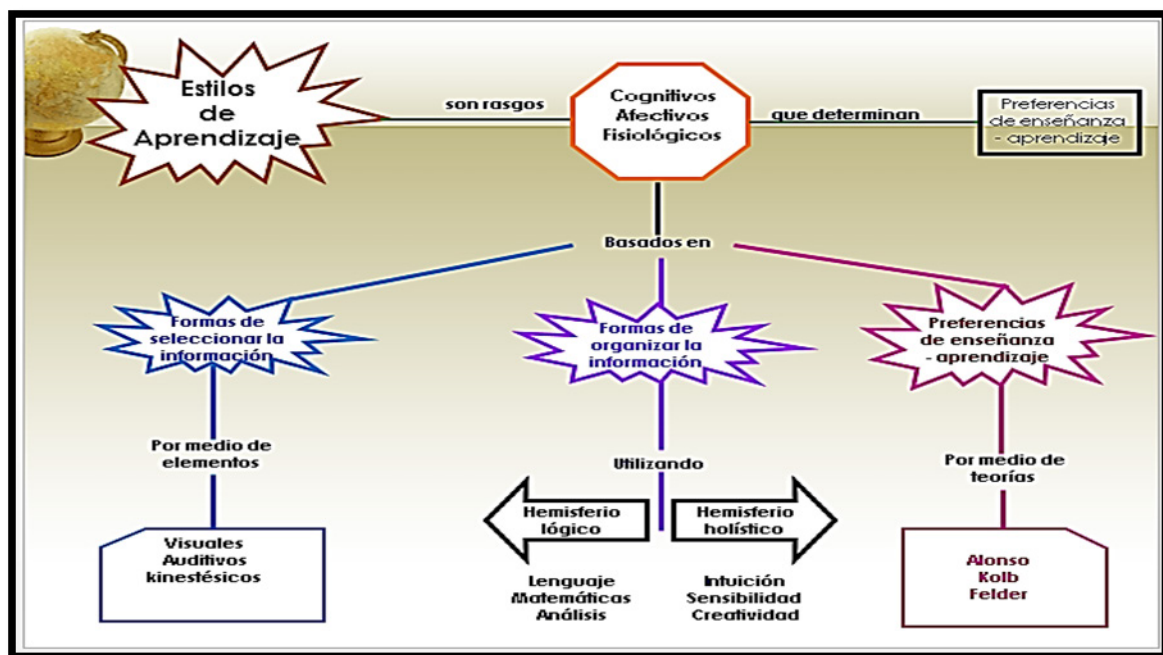 Estilos
de
Aprendizaje
son rasgos
Cognitivos
Afectivos
Fisiológicos
que determinan
Preferencias
de enseñanza
- aprendizaje
Basados en
Formas de
seleccionar la
información
Formas de
organizar la
información
Preferencias
de enseñanza
- aprendizaje
Por medio de
elementos
Utilizando
Por medio de
teorías
Visuales
Auditivos
kinestésicos
Hemisferio
lógico
Hemisferio
holístico
Lenguaje
Matemáticas
Análisis
Intuición
Sensibilidad
Creatividad
Alonso
Kolb
Felder